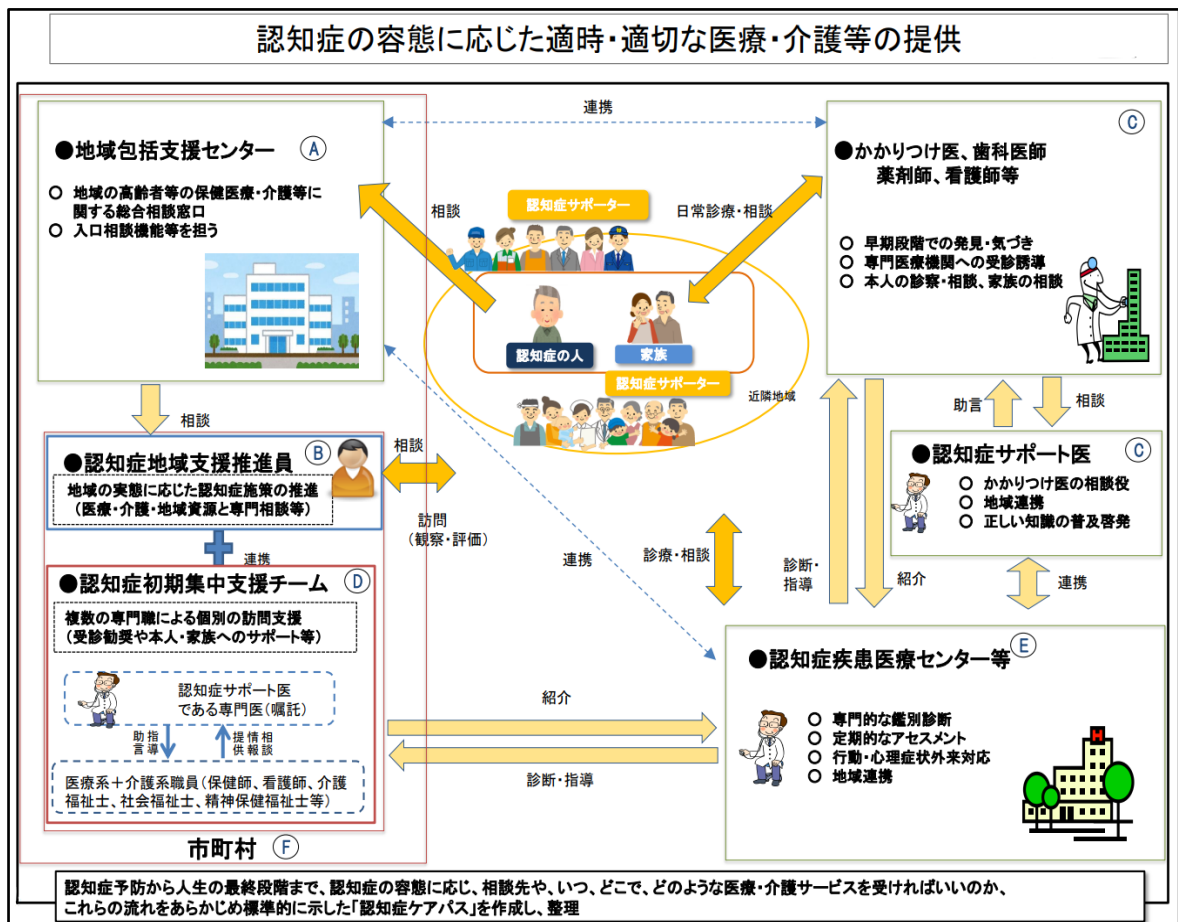 認知症の容態に応じた適時・適切な医療・介護等の提供
連携
●地域包括支援センター
A
○ 地域の高齢者等の保健医療・介護等に
関する総合相談窓口
○ 入口相談機能等を担う
相談
認知症サポーター
日常診療・相談
認知症の人
家族
認知症サポーター
近隣地域
C
●かかりつけ医、歯科医師
薬剤師、看護師等
○ 早期段階での発見・気づき
○ 専門医療機関への受診誘導
○ 本人の診察・相談、家族の相談
相談
●認知症地域支援推進員
B
地域の実態に応じた認知症施策の推進
(医療・介護・地域資源と専門相談等)
相談
訪問
(観察・評価)
連携
●認知症初期集中支援チーム
D
複数の専門職による個別の訪問支援
(受診勧奨や本人・家族へのサポート等)
認知症サポート医
である専門医(嘱託)
指導
助言
相談
情報
提供
医療系+介護系職員(保健師、看護師、介護
福祉士、社会福祉士、精神保健福祉士等)
市町村
F
連携
診療・相談
診断・
指導
紹介
助言
相談
●認知症サポート医
C
○ かかりつけ医の相談役
○ 地域連携
○ 正しい知識の普及啓発
連携
紹介
診断・指導
●認知症疾患医療センター等
E
○ 専門的な鑑別診断
○ 定期的なアセスメント
○ 行動・心理症状外来対応
○ 地域連携
H
認知症予防から人生の最終段階まで、認知症の容態に応じ、相談先や、いつ、どこで、どのような医療・介護サービスを受ければいいのか、
これらの流れをあらかじめ標準的に示した「認知症ケアパス」を作成し、整理